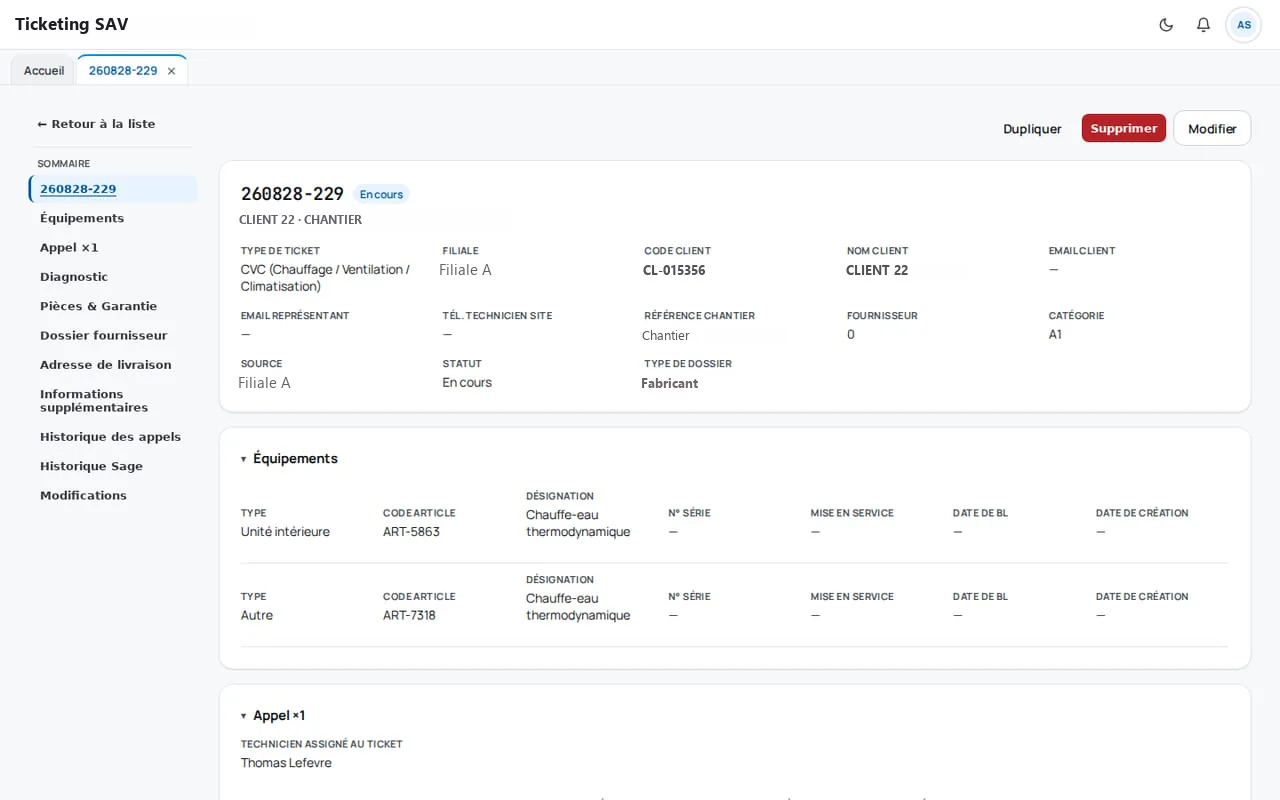 Ticketing SAV
AS
Accueil
260828-229 ×
← Retour à la liste
Dupliquer
Supprimer
Modifier
SOMMAIRE
260828-229
Équipements
Appel ×1
Diagnostic
Pièces & Garantie
Dossier fournisseur
Adresse de livraison
Informations
supplémentaires
Historique des appels
Historique Sage
Modifications
260828-229 En cours
CLIENT 22 · CHANTIER
TYPE DE TICKET
CVC (Chauffage / Ventilation /
Climatisation)
FILIALE
Filiale A
CODE CLIENT
CL-015356
NOM CLIENT
CLIENT 22
EMAIL CLIENT
—
EMAIL REPRÉSENTANT
—
TÉL. TECHNICIEN SITE
—
RÉFÉRENCE CHANTIER
Chantier
FOURNISSEUR
0
CATÉGORIE
A1
SOURCE
Filiale A
STATUT
En cours
TYPE DE DOSSIER
Fabricant
▾ Équipements
TYPE
Unité intérieure
CODE ARTICLE
ART-5863
DÉSIGNATION
Chauffe-eau
thermodynamique
N° SÉRIE
—
MISE EN SERVICE
—
DATE DE BL
—
DATE DE CRÉATION
—
TYPE
Autre
CODE ARTICLE
ART-7318
DÉSIGNATION
Chauffe-eau
thermodynamique
N° SÉRIE
—
MISE EN SERVICE
—
DATE DE BL
—
DATE DE CRÉATION
—
▾ Appel ×1
TECHNICIEN ASSIGNÉ AU TICKET
Thomas Lefevre